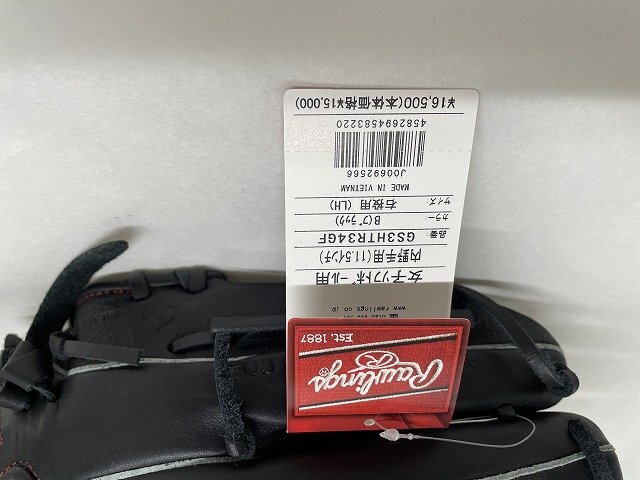 Rawlings
EST. 1887
www.rawlings.co.jp
女子ソフトボール用
内野手用(11.5インチ)
品番 GS3HTR34GF
カラー B(ブラック)
サイズ 右投用 (LH)
MADE IN VIETNAM
J00692566
4582694583220
¥16,500(本体価格¥15,000)